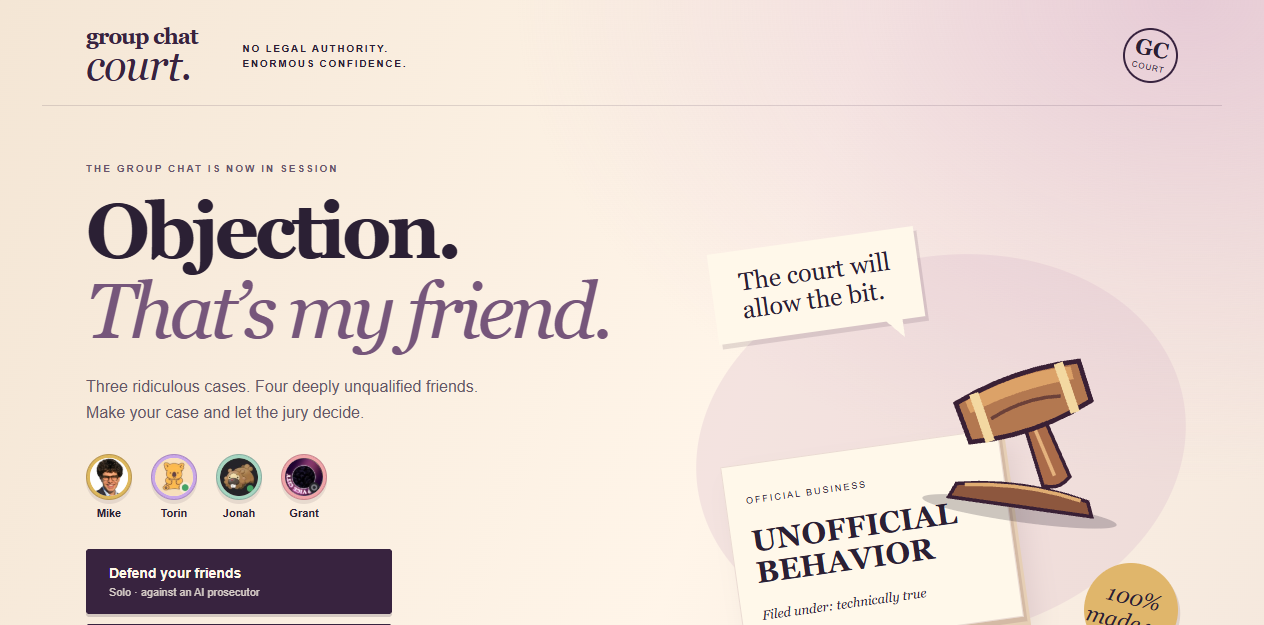 group chat
court.
NO LEGAL AUTHORITY.
ENORMOUS CONFIDENCE.
GC
COURT
THE GROUP CHAT IS NOW IN SESSION
Objection.
That’s my friend.
Three ridiculous cases. Four deeply unqualified friends.
Make your case and let the jury decide.
Mike
Torin
Jonah
Grant
Defend your friends
Solo · against an AI prosecutor
The court will
allow the bit.
OFFICIAL BUSINESS
UNOFFICIAL
BEHAVIOR
Filed under: technically true
100%